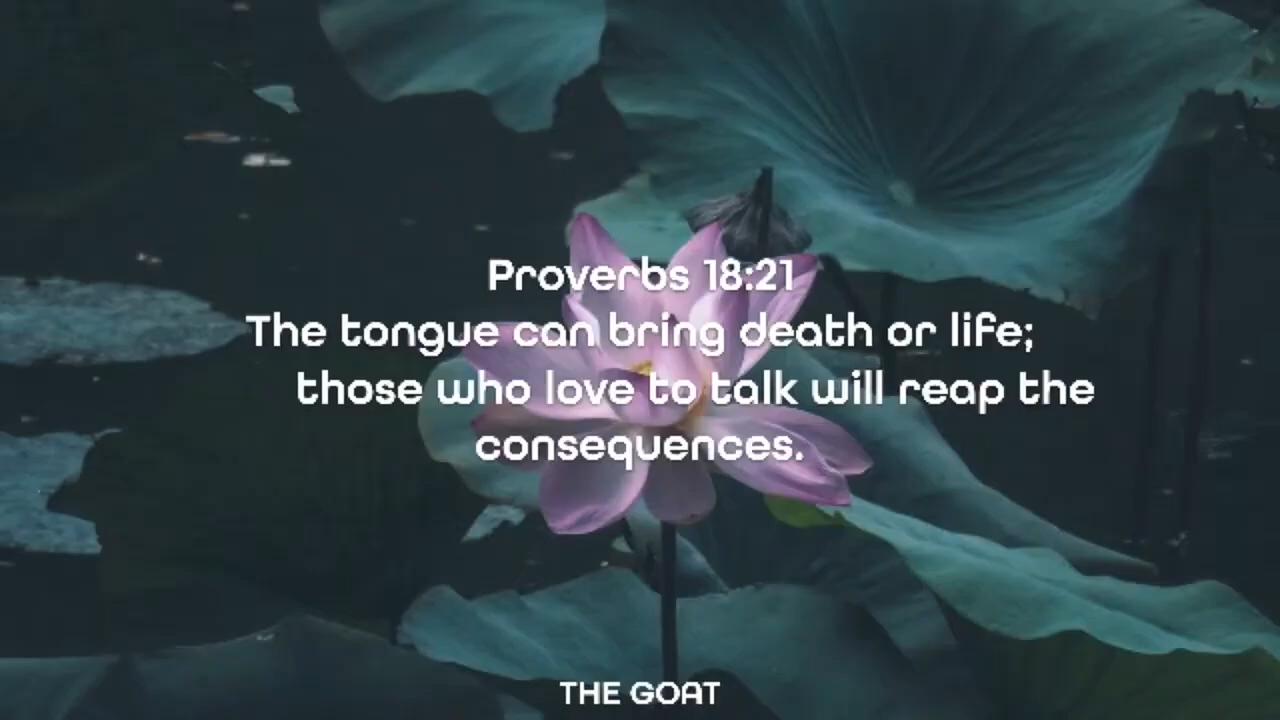 Proverbs 18:21
The tongue can bring death or life;
those who love to talk will reap the
consequences.
THE GOAT